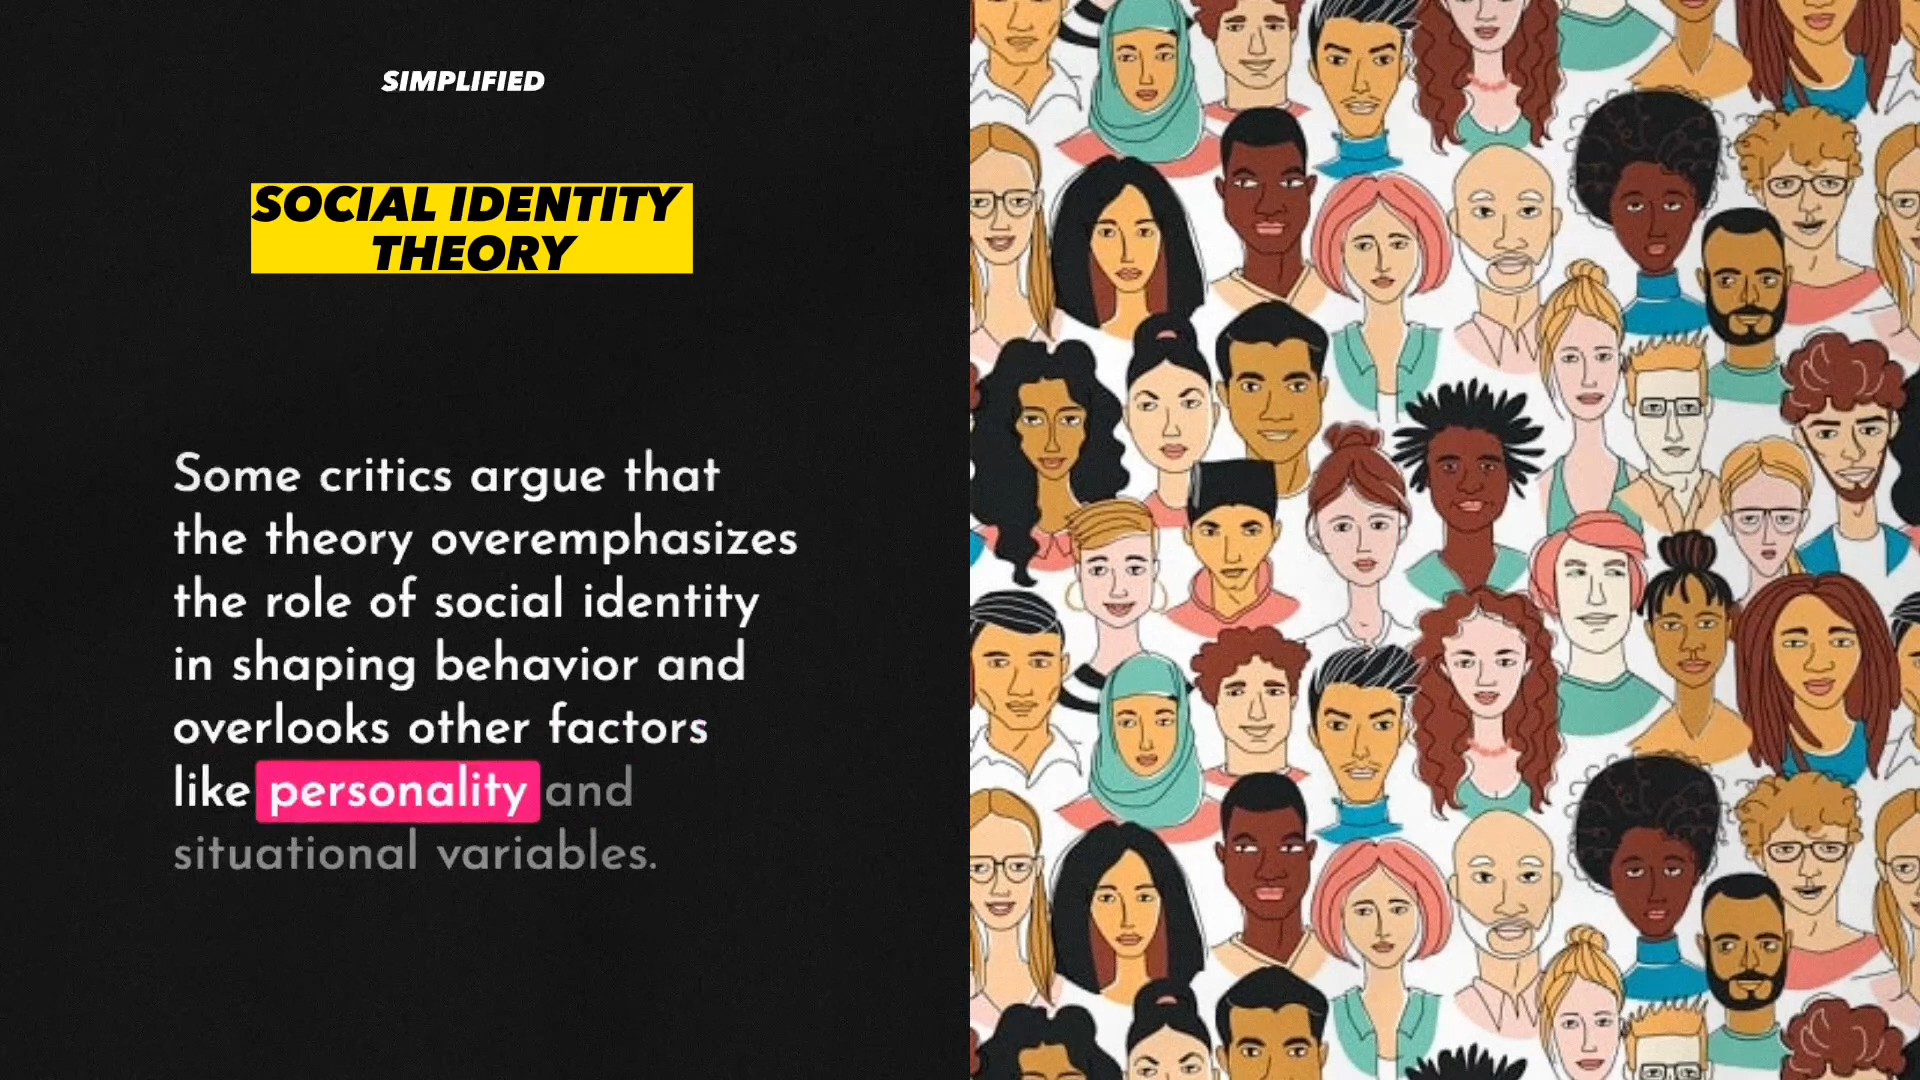 SIMPLIFIED
SOCIAL IDENTITY
THEORY
Some critics argue that
the theory overemphasizes
the role of social identity
in shaping behavior and
overlooks other factors
like personality and
situational variables.